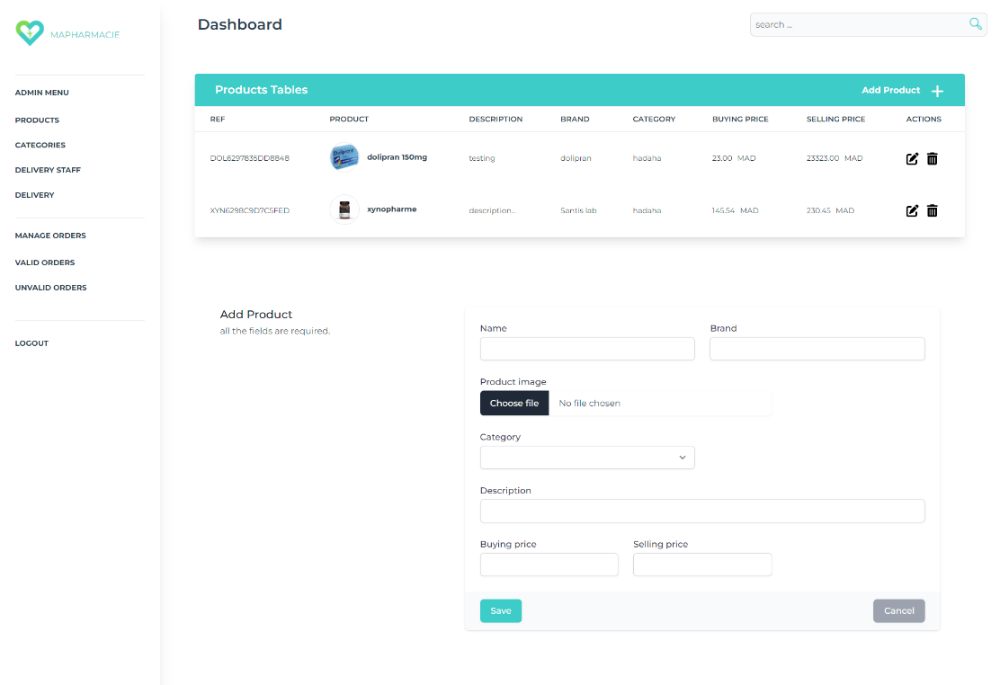 MAPHARMACIE
Dashboard
search ...
ADMIN MENU
PRODUCTS
CATEGORIES
DELIVERY STAFF
DELIVERY
MANAGE ORDERS
VALID ORDERS
UNVALID ORDERS
LOGOUT
Products Tables Add Product
REF PRODUCT DESCRIPTION BRAND CATEGORY BUYING PRICE SELLING PRICE ACTIONS
DOL6297835DD8848 dolipran 150mg testing dolipran hadaha 23.00 MAD 23323.00 MAD
XYN6298C9D7C5FED xynopharme description... Santis lab hadaha 145.54 MAD 230.45 MAD
Add Product
all the fields are required.
Name Brand
Product image
Choose file No file chosen
Category
Description
Buying price Selling price
Save Cancel